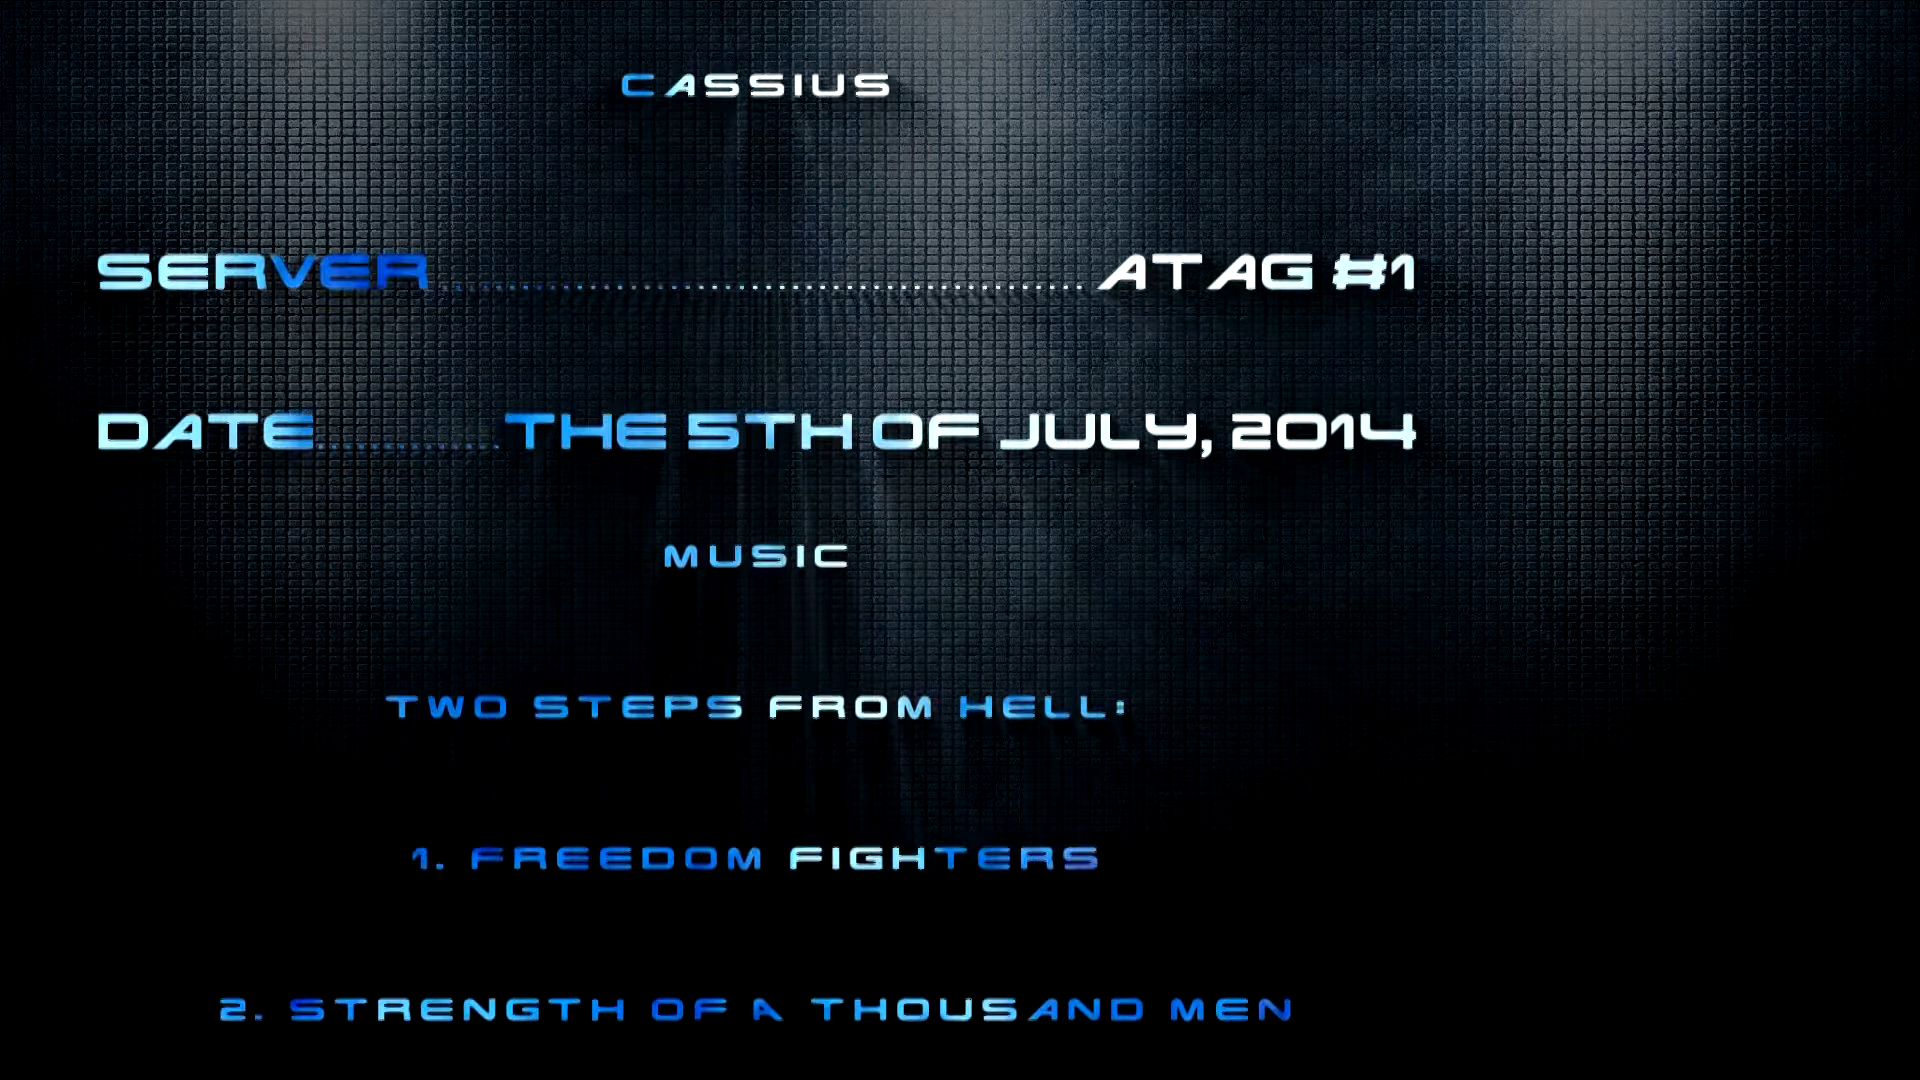 CASSIUS
SERVER..................................................ATAG #1
DATE..............THE 5TH OF JULY, 2014
MUSIC
TWO STEPS FROM HELL:
1. FREEDOM FIGHTERS
2. STRENGTH OF A THOUSAND MEN